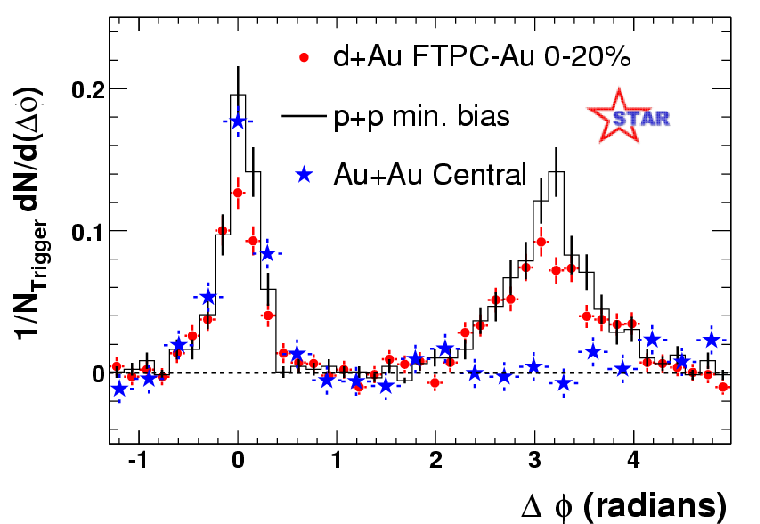 d+Au FTPC-Au 0-20%
p+p min. bias
Au+Au Central
STAR
1/N_Trigger dN/d(Δφ)
0.2
0.1
0
-1 0 1 2 3 4
Δ ϕ (radians)